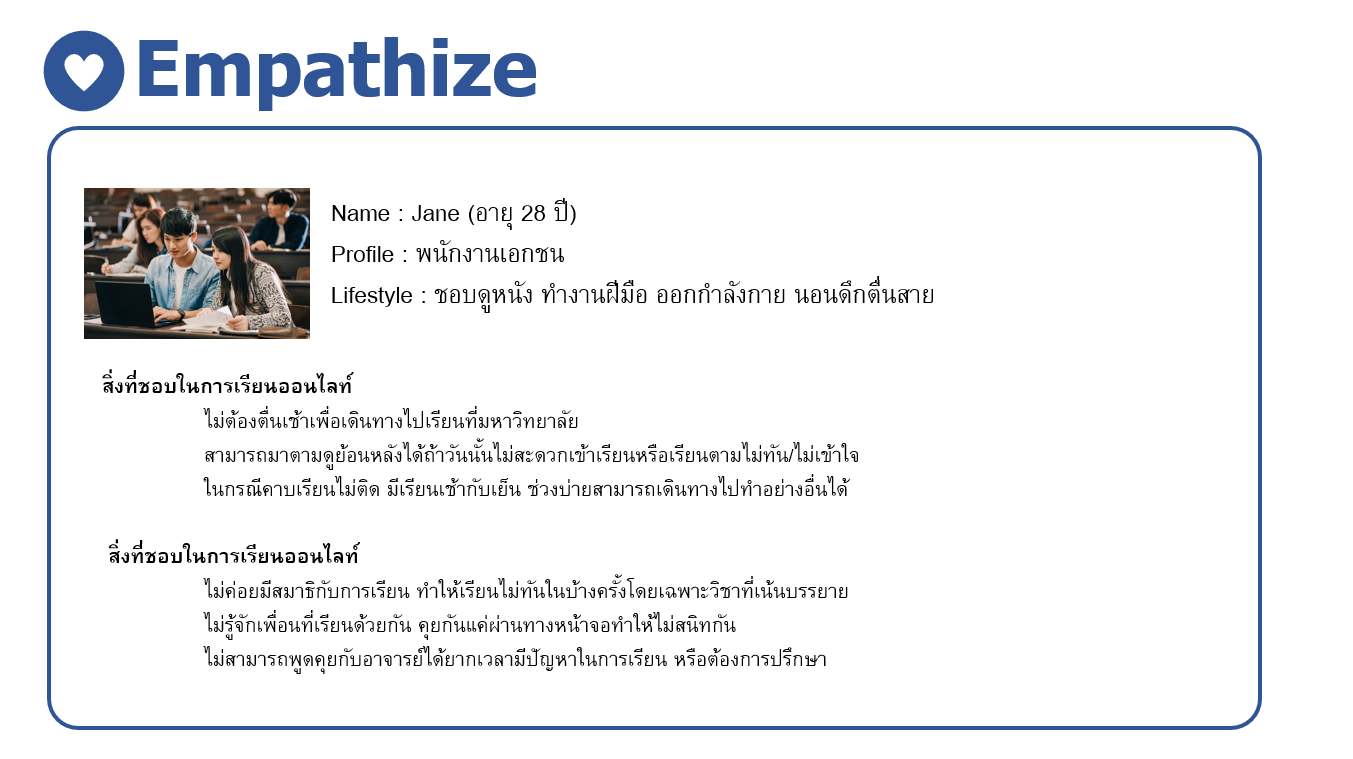 Empathize
Name : Jane (อายุ 28 ปี)
Profile : พนักงานเอกชน
Lifestyle : ชอบดูหนัง ทำงานฝีมือ ออกกำลังกาย นอนดึกตื่นสาย
สิ่งที่ชอบในการเรียนออนไลท์
ไม่ต้องตื่นเช้าเพื่อเดินทางไปเรียนที่มหาวิทยาลัย
สามารถมาตามดูย้อนหลังได้ถ้าวันนั้นไม่สะดวกเข้าเรียนหรือเรียนตามไม่ทัน/ไม่เข้าใจ
ในกรณีคาบเรียนไม่ติด มีเรียนเช้ากับเย็น ช่วงบ่ายสามารถเดินทางไปทำอย่างอื่นได้
สิ่งที่ชอบในการเรียนออนไลท์
ไม่ค่อยมีสมาธิกับการเรียน ทำให้เรียนไม่ทันในบ้างครั้งโดยเฉพาะวิชาที่เน้นบรรยาย
ไม่รู้จักเพื่อนที่เรียนด้วยกัน คุยกันแค่ผ่านทางหน้าจอทำให้ไม่สนิทกัน
ไม่สามารถพูดคุยกับอาจารย์ได้ยากเวลามีปัญหาในการเรียน หรือต้องการปรึกษา